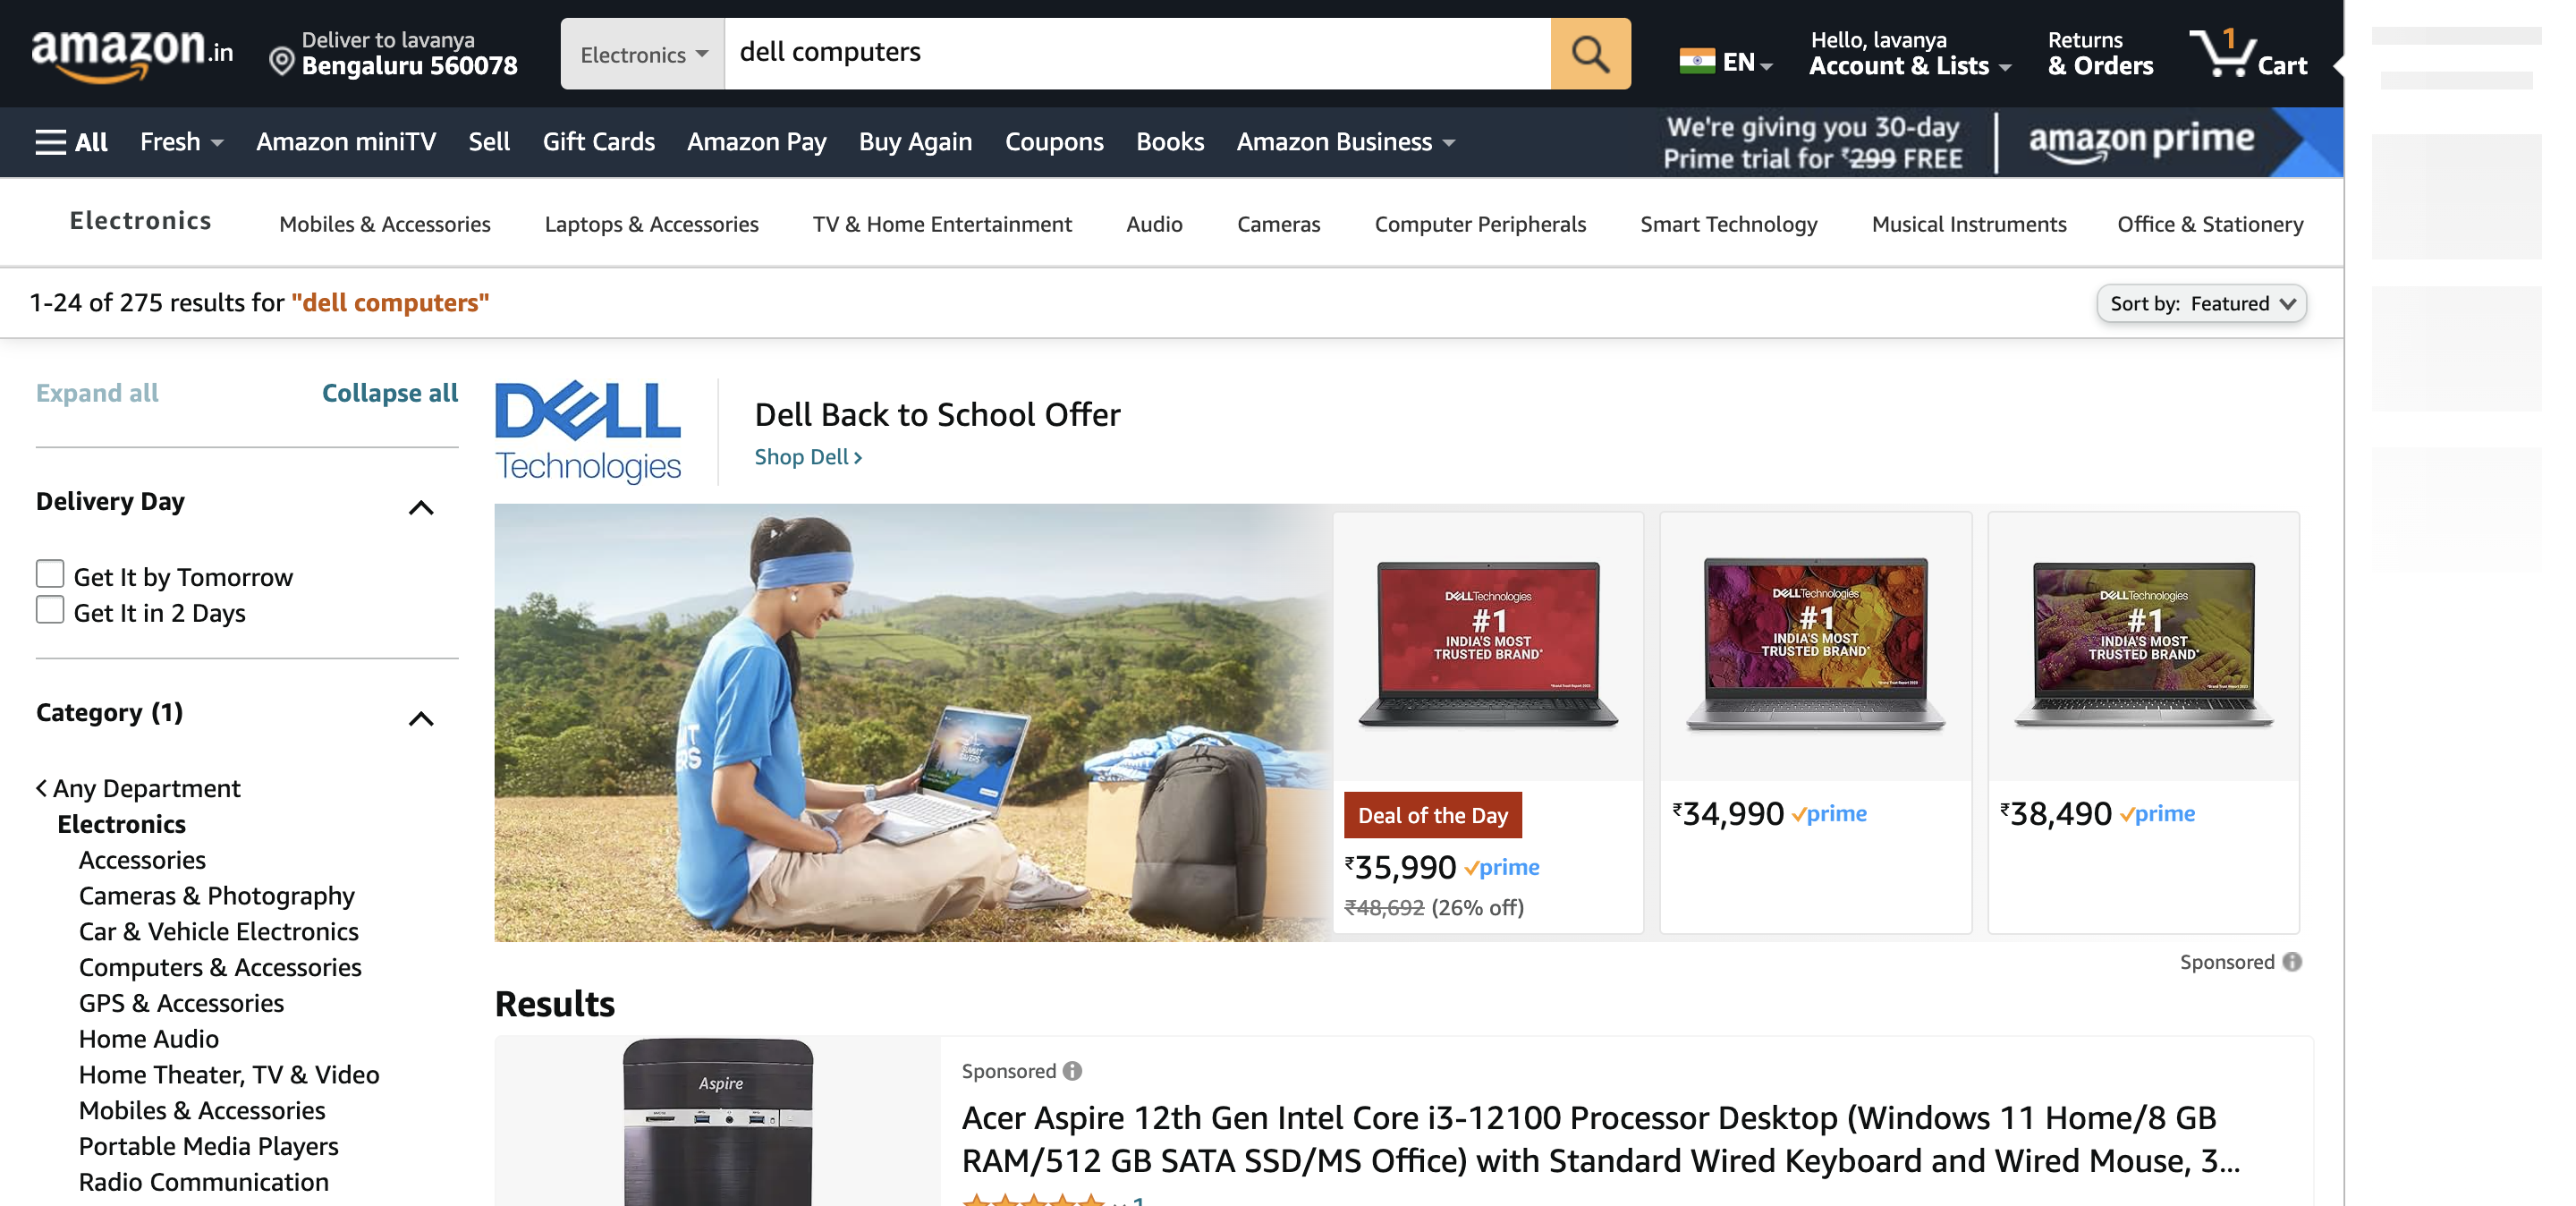 amazon.in
Deliver to lavanya
Bengaluru 560078
Electronics
dell computers
EN
Hello, lavanya
Account & Lists
Returns
& Orders
1
Cart
All
Fresh
Amazon miniTV
Sell
Gift Cards
Amazon Pay
Buy Again
Coupons
Books
Amazon Business
We're giving you 30-day
Prime trial for ₹299 FREE
amazon prime
Electronics
Mobiles & Accessories
Laptops & Accessories
TV & Home Entertainment
Audio
Cameras
Computer Peripherals
Smart Technology
Musical Instruments
Office & Stationery
1-24 of 275 results for "dell computers"
Sort by: Featured
Expand all
Collapse all
Delivery Day
Get It by Tomorrow
Get It in 2 Days
Category (1)
Any Department
Electronics
Accessories
Cameras & Photography
Car & Vehicle Electronics
Computers & Accessories
GPS & Accessories
Home Audio
Home Theater, TV & Video
Mobiles & Accessories
Portable Media Players
Radio Communication
DELL
Technologies
Dell Back to School Offer
Shop Dell
DELL Technologies
#1
INDIA'S MOST
TRUSTED BRAND*
Deal of the Day
₹35,990 prime
₹48,692 (26% off)
DELL Technologies
#1
INDIA'S MOST
TRUSTED BRAND*
₹34,990 prime
DELL Technologies
#1
INDIA'S MOST
TRUSTED BRAND*
₹38,490 prime
Sponsored
Results
Aspire
Sponsored
Acer Aspire 12th Gen Intel Core i3-12100 Processor Desktop (Windows 11 Home/8 GB
RAM/512 GB SATA SSD/MS Office) with Standard Wired Keyboard and Wired Mouse, 3...
1